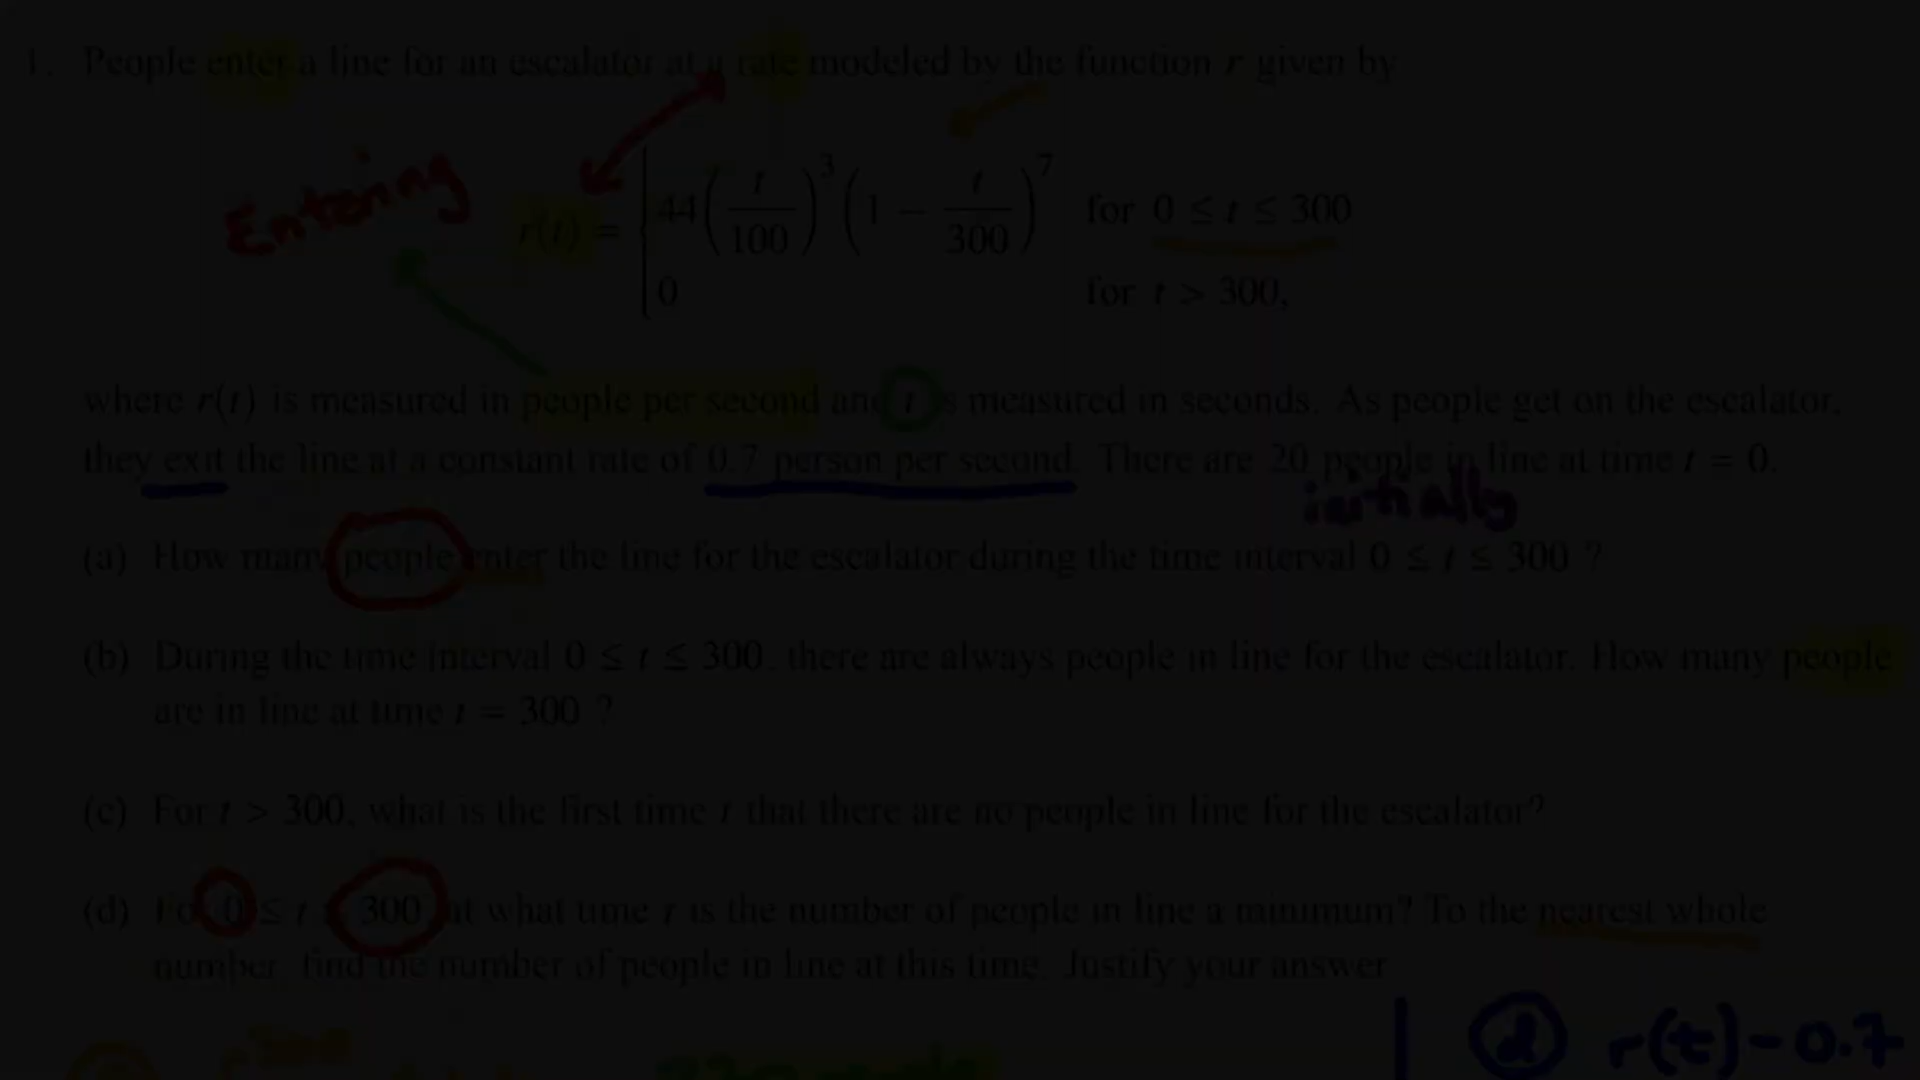 1. People enter a line for an escalator at a rate modeled by the function r given by
Entering
r(t) = { 44(t/100)^3 (1 − t/300)^7 for 0 ≤ t ≤ 300
0 for t > 300,
where r(t) is measured in people per second and t is measured in seconds. As people get on the escalator,
they exit the line at a constant rate of 0.7 person per second. There are 20 people in line at time t = 0.
initially
(a) How many people enter the line for the escalator during the time interval 0 ≤ t ≤ 300 ?
(b) During the time interval 0 ≤ t ≤ 300, there are always people in line for the escalator. How many people
are in line at time t = 300 ?
(c) For t > 300, what is the first time t that there are no people in line for the escalator?
(d) For 0 ≤ t ≤ 300, at what time t is the number of people in line a minimum? To the nearest whole
number, find the number of people in line at this time. Justify your answer.
(d) r(t) - 0.7